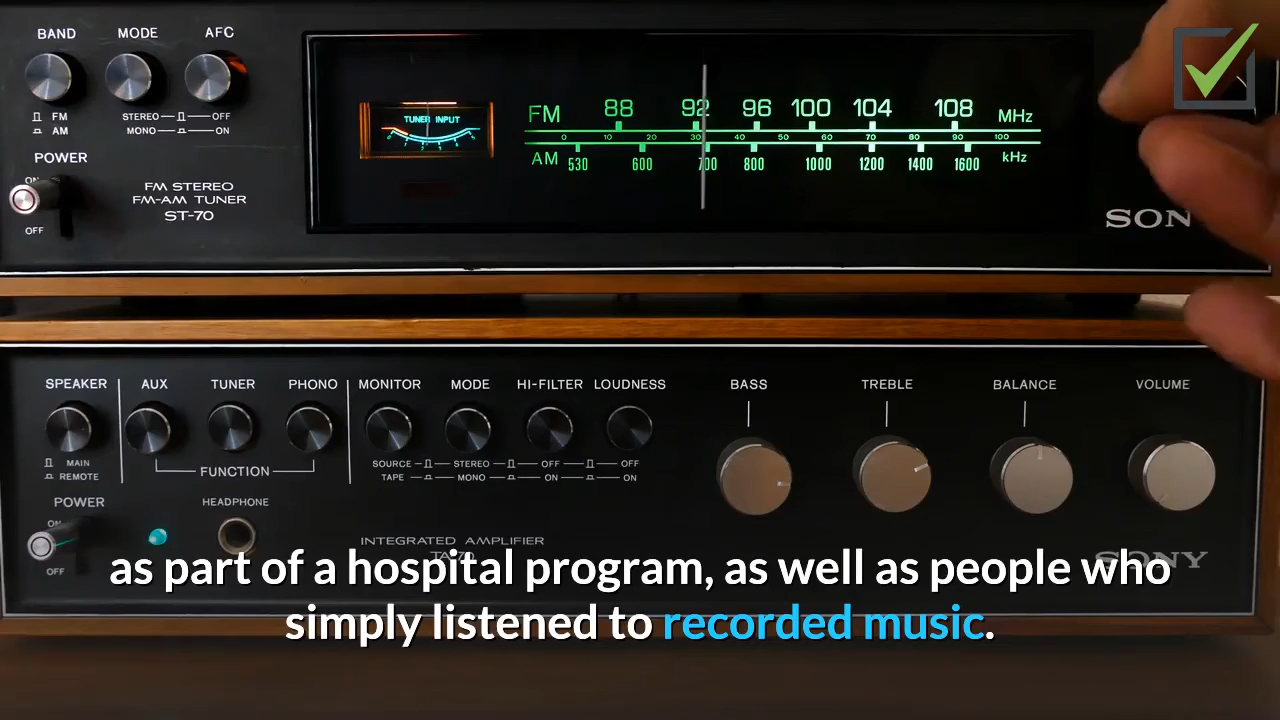 BAND MODE AFC
FM
AM
STEREO OFF
MONO ON
POWER
ON
OFF
FM STEREO
FM-AM TUNER
ST-70
TUNER INPUT
FM 88 92 96 100 104 108 MHz
0 10 20 30 40 50 60 70 80 90 100
AM 530 600 700 800 1000 1200 1400 1600 kHz
SON
SPEAKER AUX TUNER PHONO MONITOR MODE HI-FILTER LOUDNESS BASS TREBLE BALANCE VOLUME
MAIN
REMOTE
FUNCTION
SOURCE STEREO OFF OFF
TAPE MONO ON ON
POWER
ON
OFF
HEADPHONE
INTEGRATED AMPLIFIER
TA-70
SONY
as part of a hospital program, as well as people who
simply listened to recorded music.